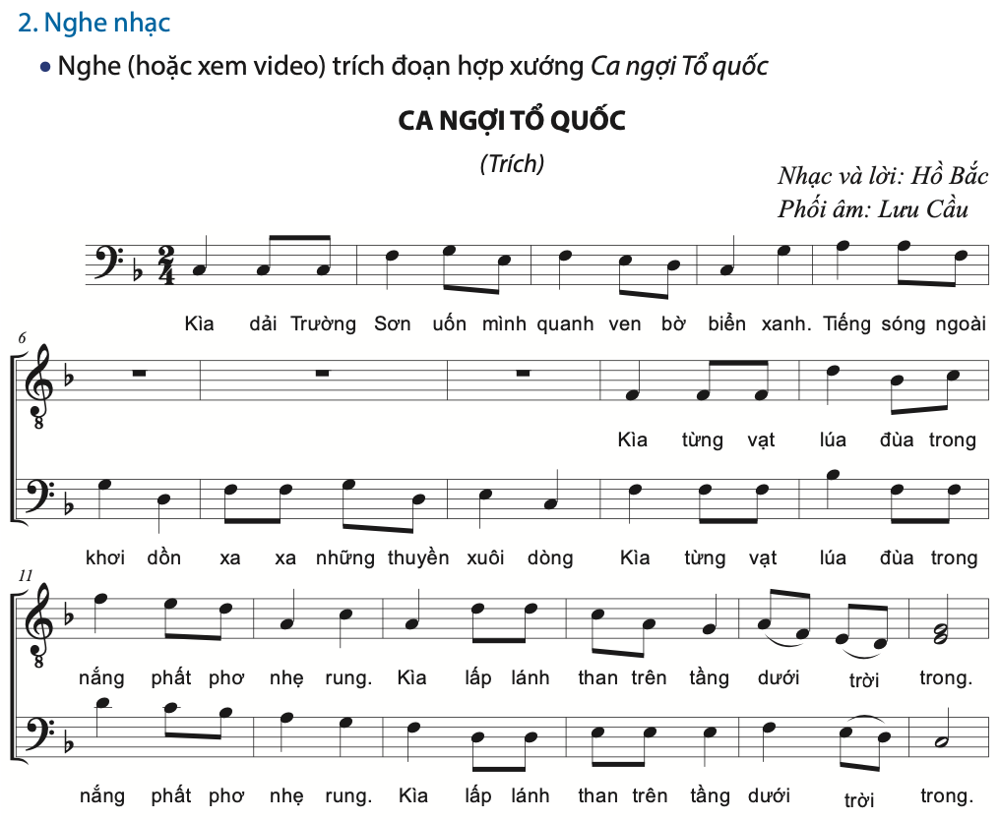 2. Nghe nhạc
• Nghe (hoặc xem video) trích đoạn hợp xướng Ca ngợi Tổ quốc
CA NGỢI TỔ QUỐC
(Trích)
Nhạc và lời: Hồ Bắc
Phối âm: Lưu Cầu
2
4
Kìa dải Trường Sơn uốn mình quanh ven bờ biển xanh. Tiếng sóng ngoài
6
8
Kìa từng vạt lúa đùa trong
khơi dồn xa xa những thuyền xuôi dòng Kìa từng vạt lúa đùa trong
11
8
nắng phất phơ nhẹ rung. Kìa lấp lánh than trên tầng dưới trời trong.
nắng phất phơ nhẹ rung. Kìa lấp lánh than trên tầng dưới trời trong.